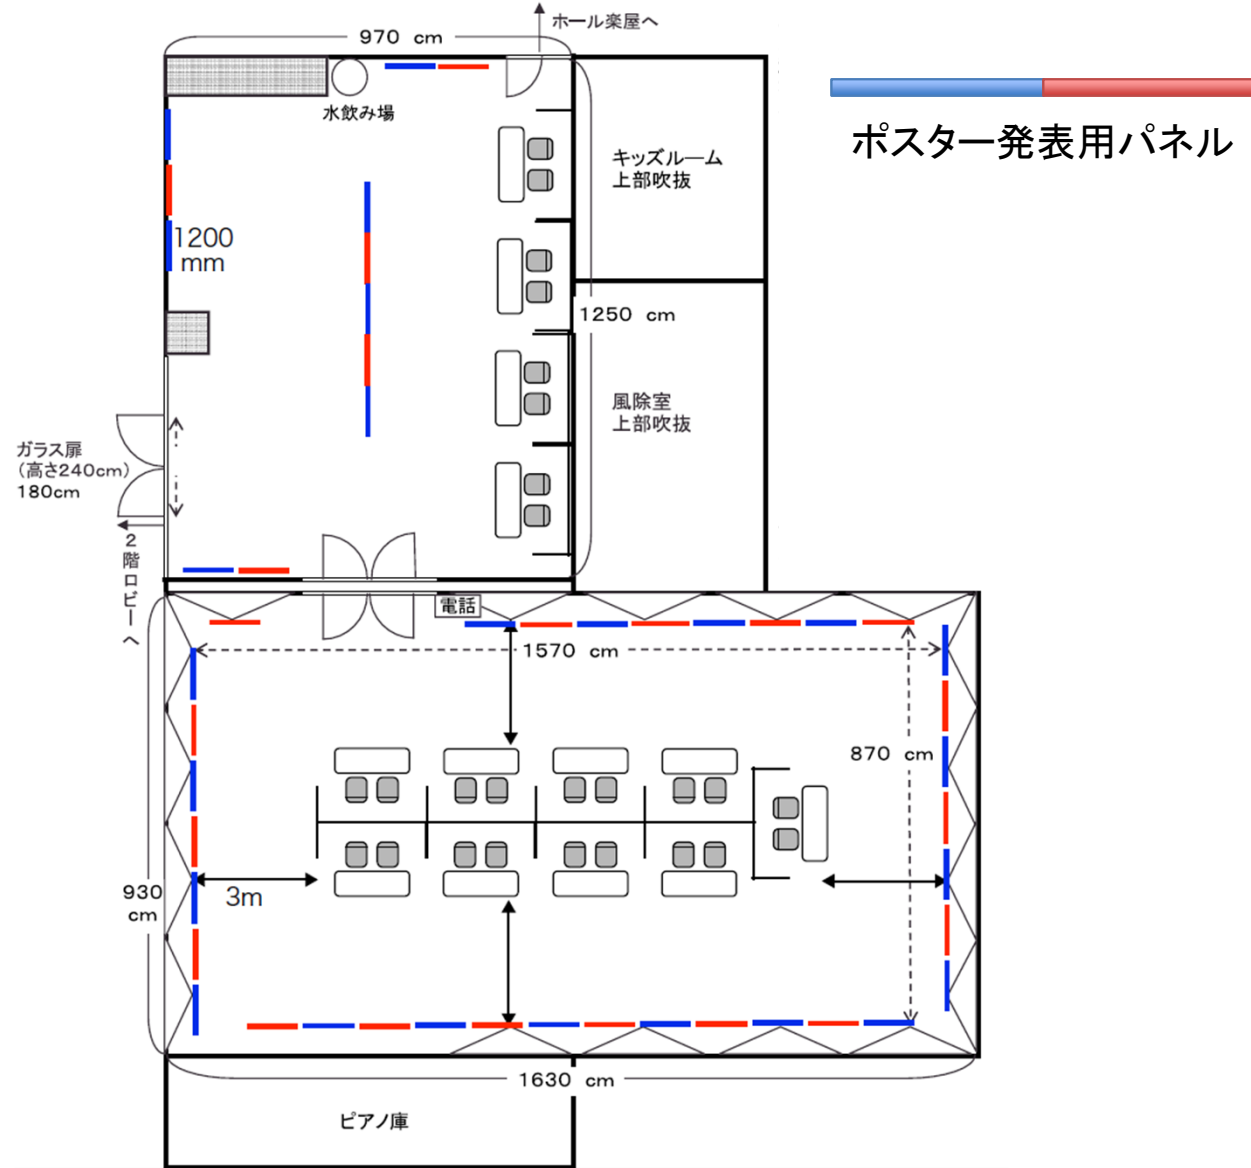 ホール楽屋へ
970 cm
ポスター発表用パネル
水飲み場
キッズルーム
上部吹抜
1200
mm
1250 cm
風除室
上部吹抜
ガラス扉
（高さ240cm）
180cm
2階ロビーへ
電話
1570 cm
870 cm
930
cm
3m
1630 cm
ピアノ庫